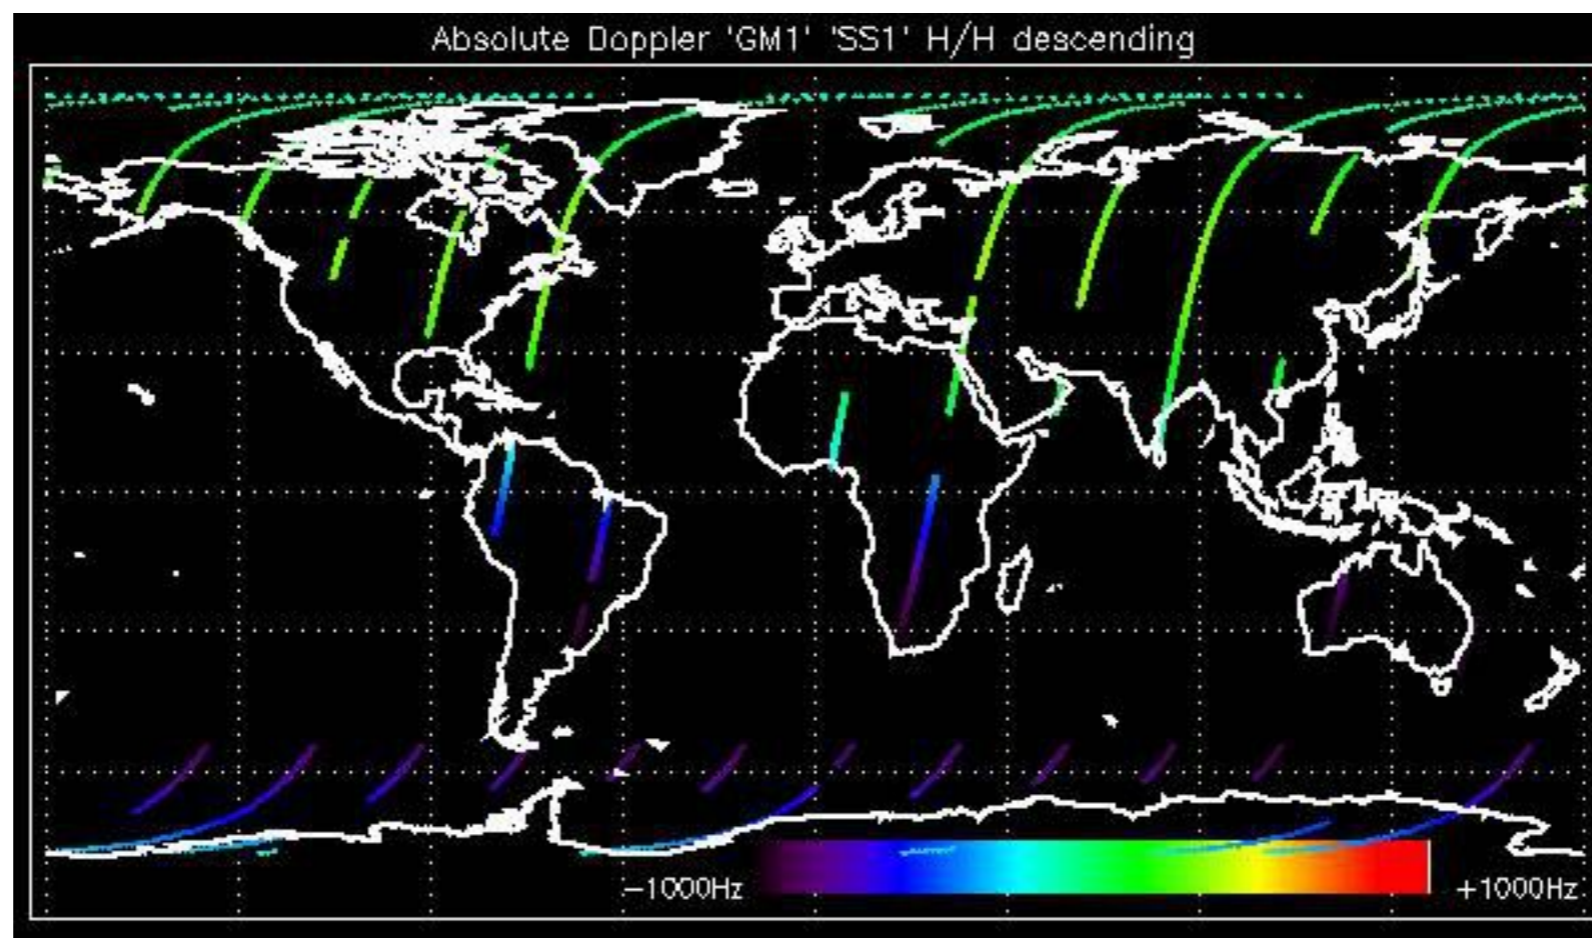 Absolute Doppler 'GM1' 'SS1' H/H descending
-1000Hz
+1000Hz